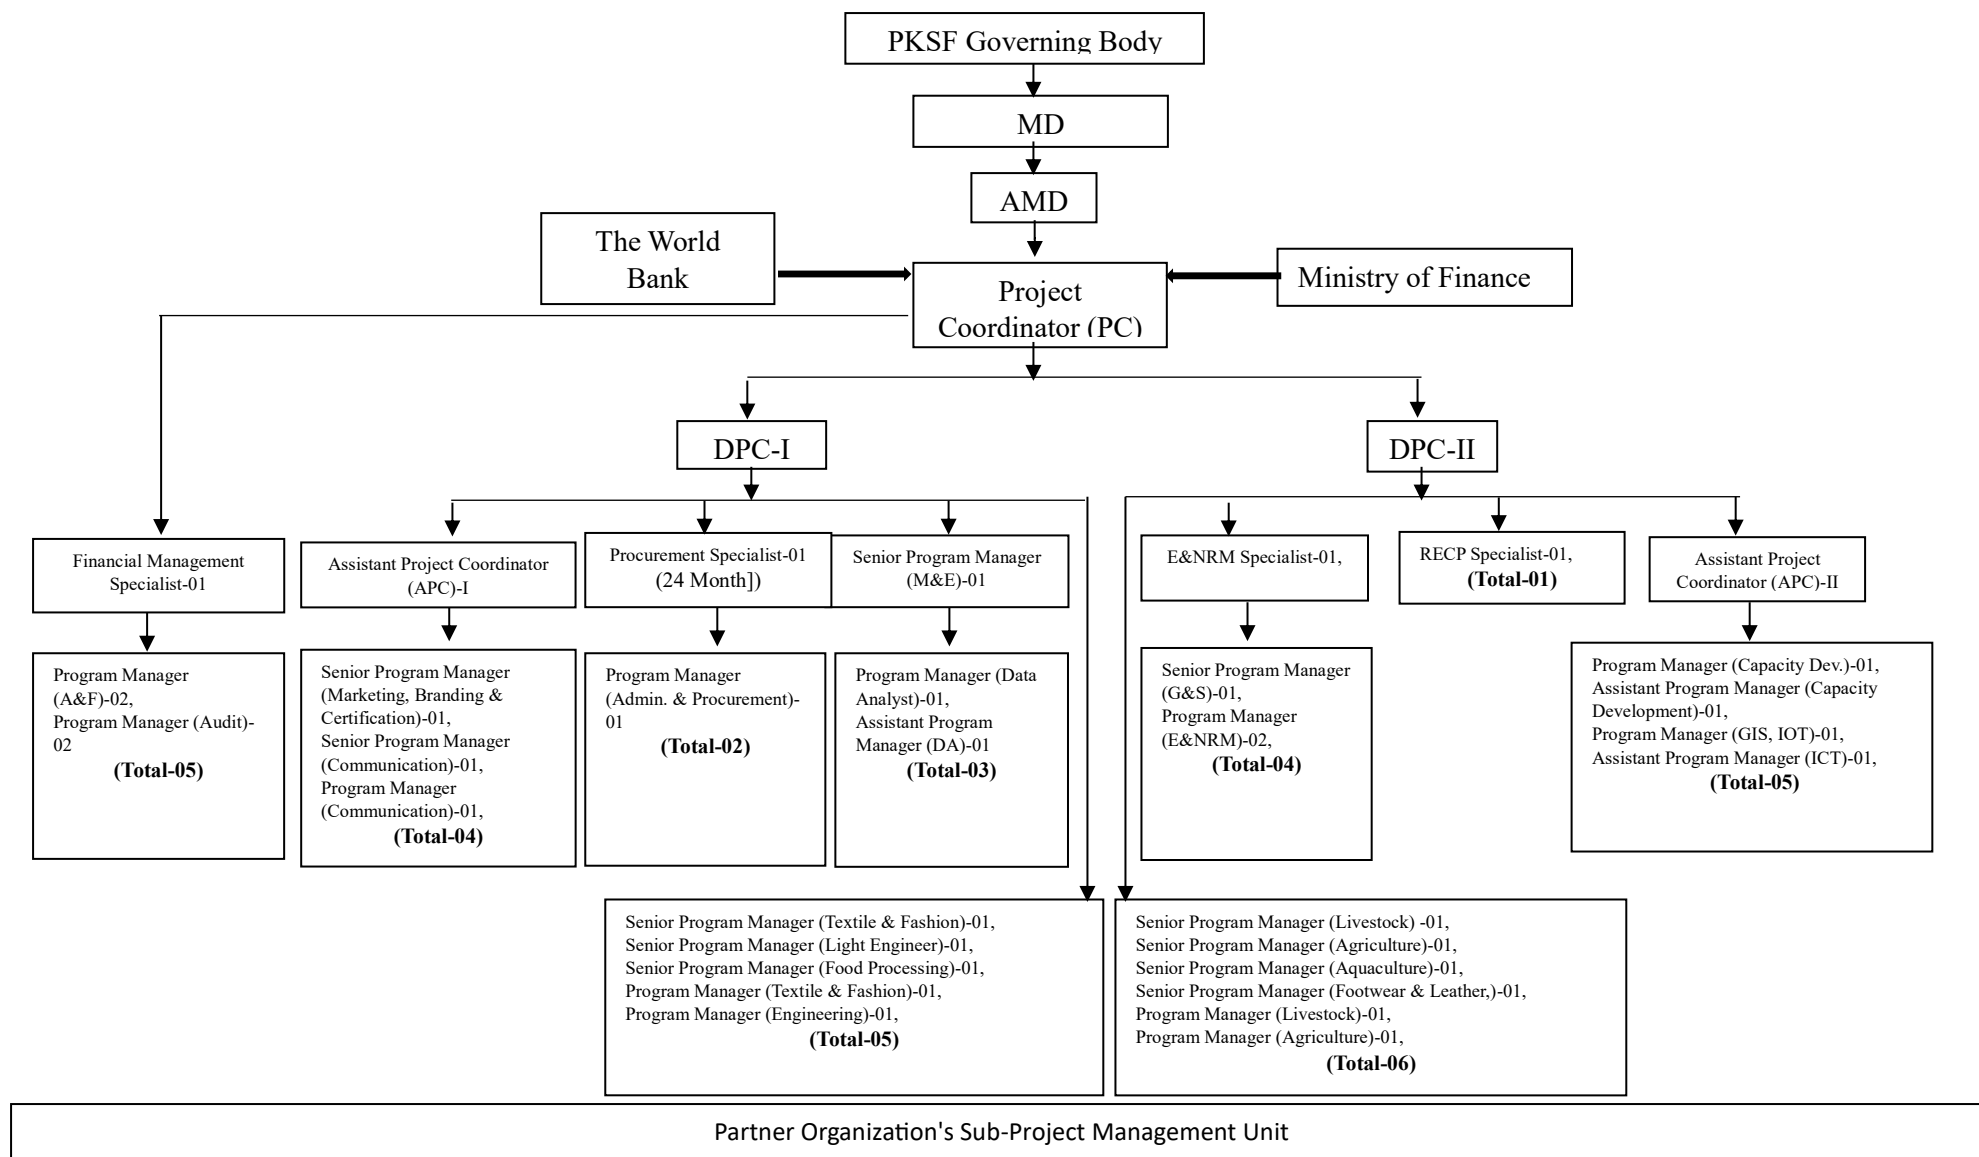 PKSF Governing Body
MD
AMD
The World
Bank
Project
Coordinator (PC)
Ministry of Finance
DPC-I
DPC-II
Financial Management
Specialist-01
Assistant Project Coordinator
(APC)-I
Procurement Specialist-01
(24 Month])
Senior Program Manager
(M&E)-01
E&NRM Specialist-01,
RECP Specialist-01,
(Total-01)
Assistant Project
Coordinator (APC)-II
Program Manager
(A&F)-02,
Program Manager (Audit)-
02
(Total-05)
Senior Program Manager
(Marketing, Branding &
Certification)-01,
Senior Program Manager
(Communication)-01,
Program Manager
(Communication)-01,
(Total-04)
Program Manager
(Admin. & Procurement)-
01
(Total-02)
Program Manager (Data
Analyst)-01,
Assistant Program
Manager (DA)-01
(Total-03)
Senior Program Manager
(G&S)-01,
Program Manager
(E&NRM)-02,
(Total-04)
Program Manager (Capacity Dev.)-01,
Assistant Program Manager (Capacity
Development)-01,
Program Manager (GIS, IOT)-01,
Assistant Program Manager (ICT)-01,
(Total-05)
Senior Program Manager (Textile & Fashion)-01,
Senior Program Manager (Light Engineer)-01,
Senior Program Manager (Food Processing)-01,
Program Manager (Textile & Fashion)-01,
Program Manager (Engineering)-01,
(Total-05)
Senior Program Manager (Livestock) -01,
Senior Program Manager (Agriculture)-01,
Senior Program Manager (Aquaculture)-01,
Senior Program Manager (Footwear & Leather,)-01,
Program Manager (Livestock)-01,
Program Manager (Agriculture)-01,
(Total-06)
Partner Organization's Sub-Project Management Unit